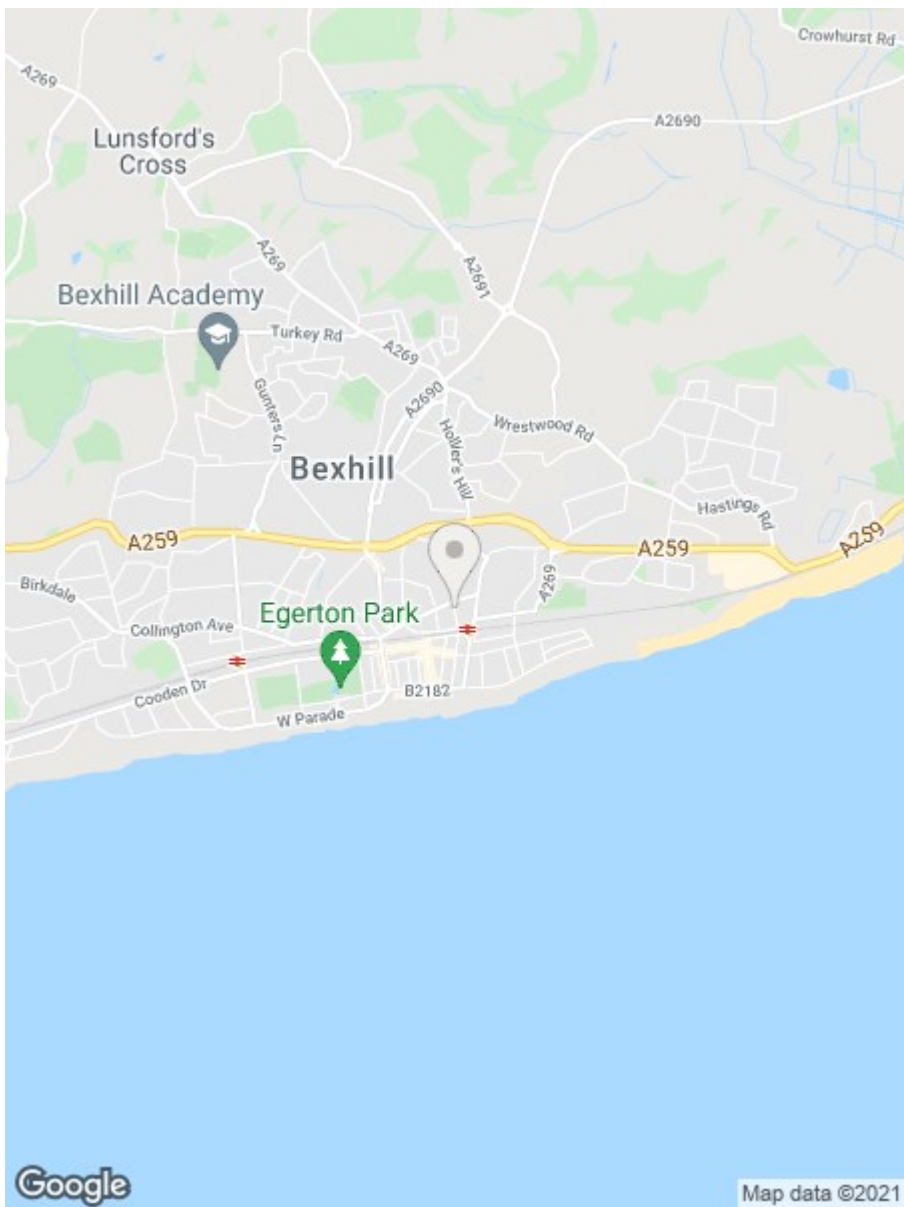 Crowhurst Rd
A269
A2690
Lunsford's
Cross
A269
A2691
Bexhill Academy
Turkey Rd
A269
Gunters Ln
A2690
Holliers Hill
Wrestwood Rd
Bexhill
Hastings Rd
A259
A259
A259
Birkdale
A269
Egerton Park
Collington Ave
Cooden Dr
B2182
W Parade
Google
Map data ©2021